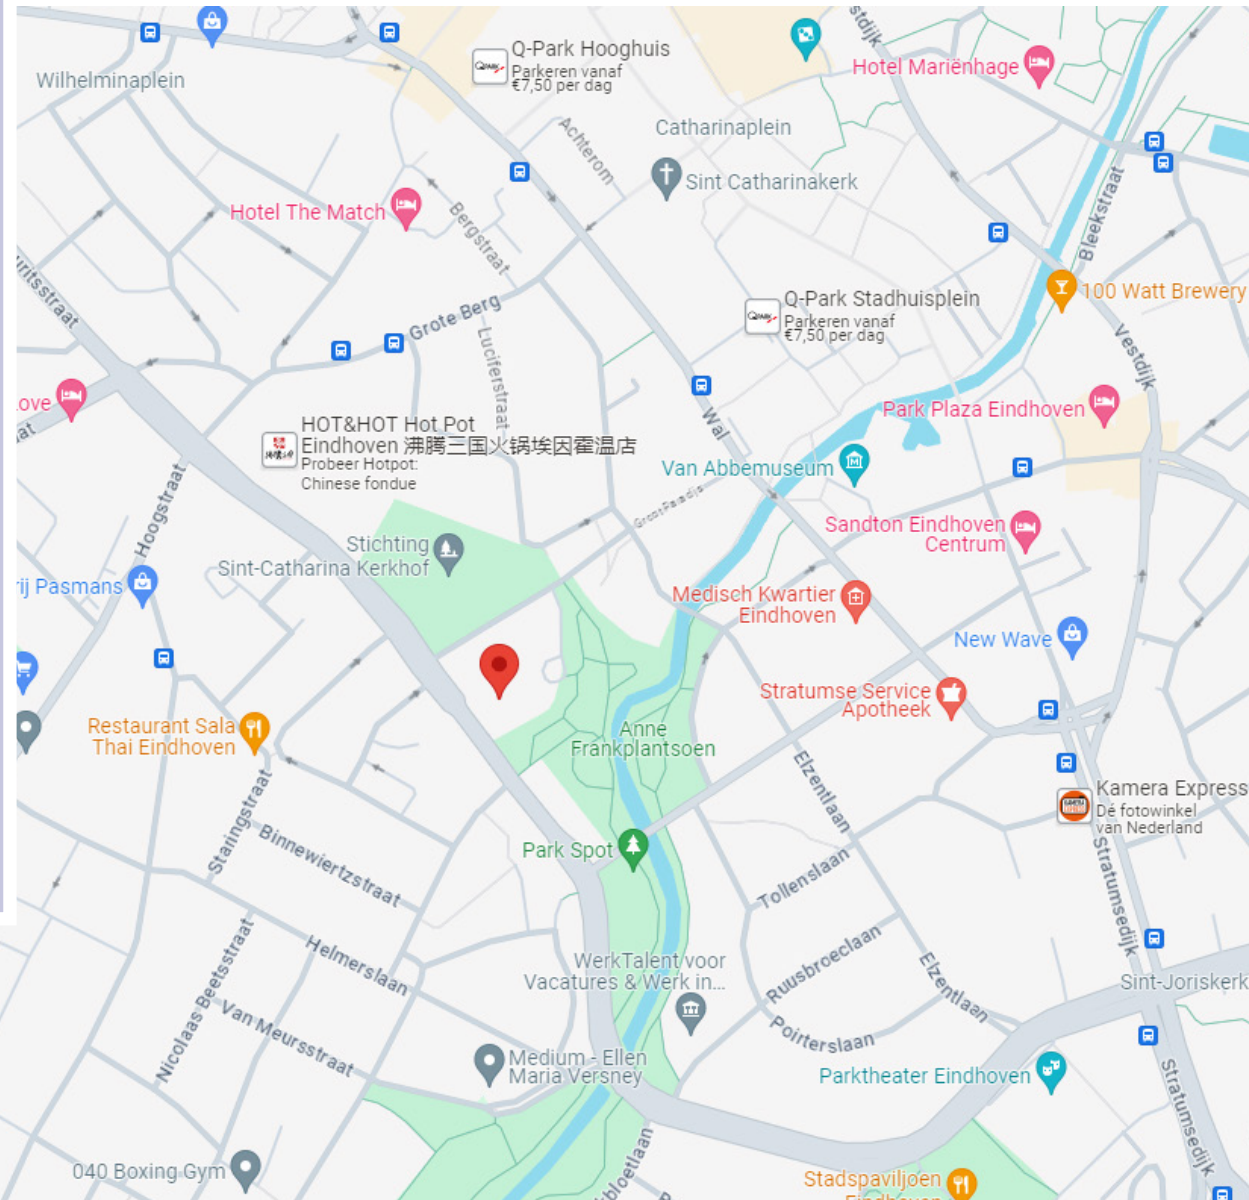 Q-Park Hooghuis
Parkeren vanaf
€7,50 per dag
Hotel Mariënhage
Wilhelminaplein
Achterom
Catharinaplein
Sint Catharinakerk
Hotel The Match
Bergstraat
Bleekstraat
100 Watt Brewery
Q-Park Stadhuisplein
Parkeren vanaf
€7,50 per dag
Grote Berg
Luciferstraat
Vestdijk
Wal
Park Plaza Eindhoven
HOT&HOT Hot Pot
Eindhoven 沸腾三国火锅埃因霍温店
Probeer Hotpot:
Chinese fondue
Van Abbemuseum
Hoogstraat
Groot Paradijs
Sandton Eindhoven
Centrum
Stichting
Sint-Catharina Kerkhof
rij Pasmans
Medisch Kwartier
Eindhoven
New Wave
Stratumse Service
Apotheek
Restaurant Sala
Thai Eindhoven
Anne
Frankplantsoen
Elzentlaan
Kamera Express
Dé fotowinkel
van Nederland
Staringstraat
Binnewiertzstraat
Park Spot
Tollenslaan
Stratumsedijk
Helmerslaan
Nicolaas Beetsstraat
Van Meursstraat
WerkTalent voor
Vacatures & Werk in...
Ruusbroeclaan
Elzentlaan
Sint-Joriskerk
Poirterslaan
Medium - Ellen
Maria Versney
Parktheater Eindhoven
Stratumsedijk
040 Boxing Gym
Stadspaviljoen
Eindhoven